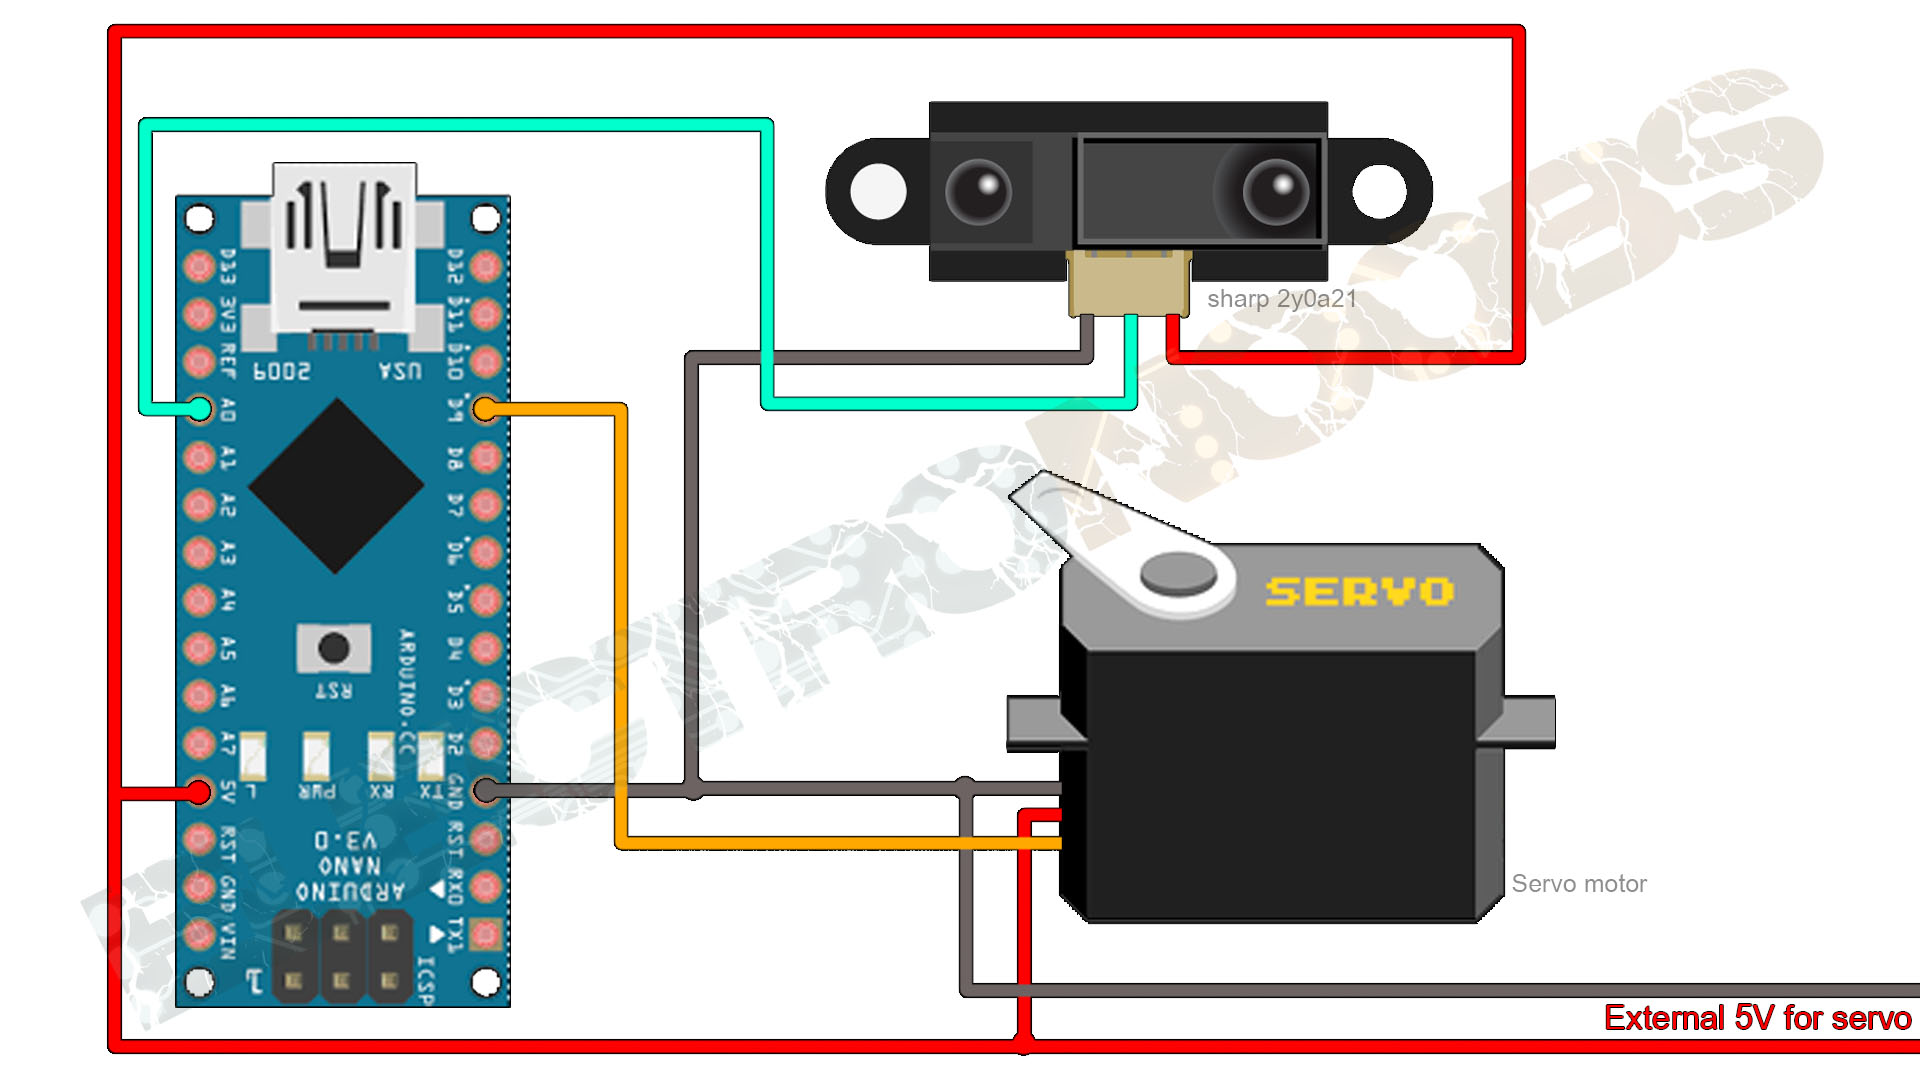 sharp 2y0a21
SERVO
Servo motor
External 5V for servo
ELECTRONOOBS
D13
3V3
REF
A0
A1
A2
A3
A4
A5
A6
A7
5V
RST
GND
VIN
D12
D11
D10
D9
D8
D7
D6
D5
D4
D3
D2
GND
RST
RX0
TX1
USA
2009
RST
ARDUINO.CC
TX
RX
PWR
L
ARDUINO
NANO
V3.0
ICSP
1